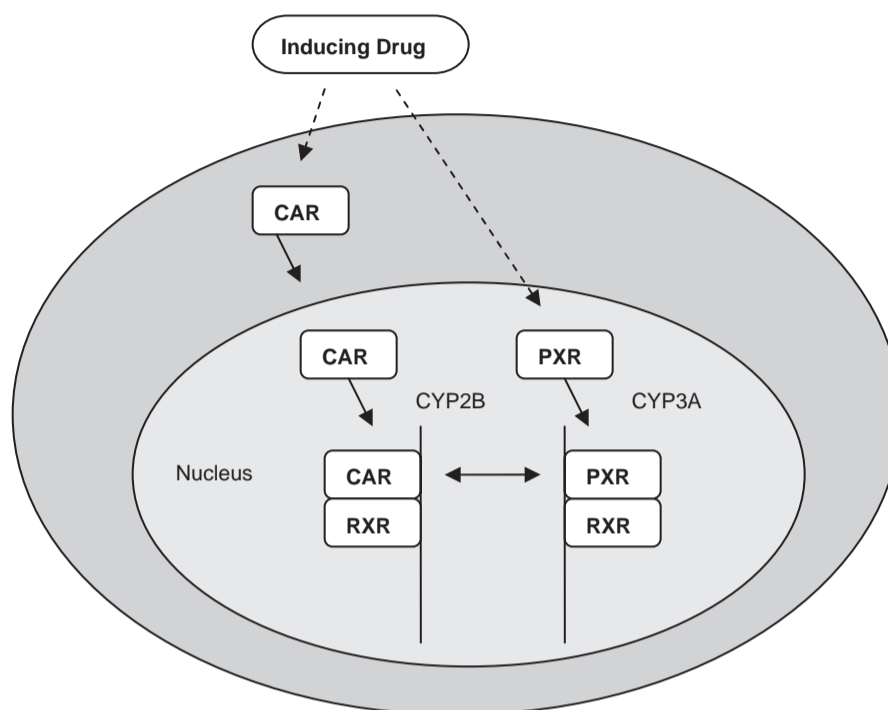 Inducing Drug
CAR
CAR
PXR
CYP2B
CYP3A
Nucleus
CAR
PXR
RXR
RXR